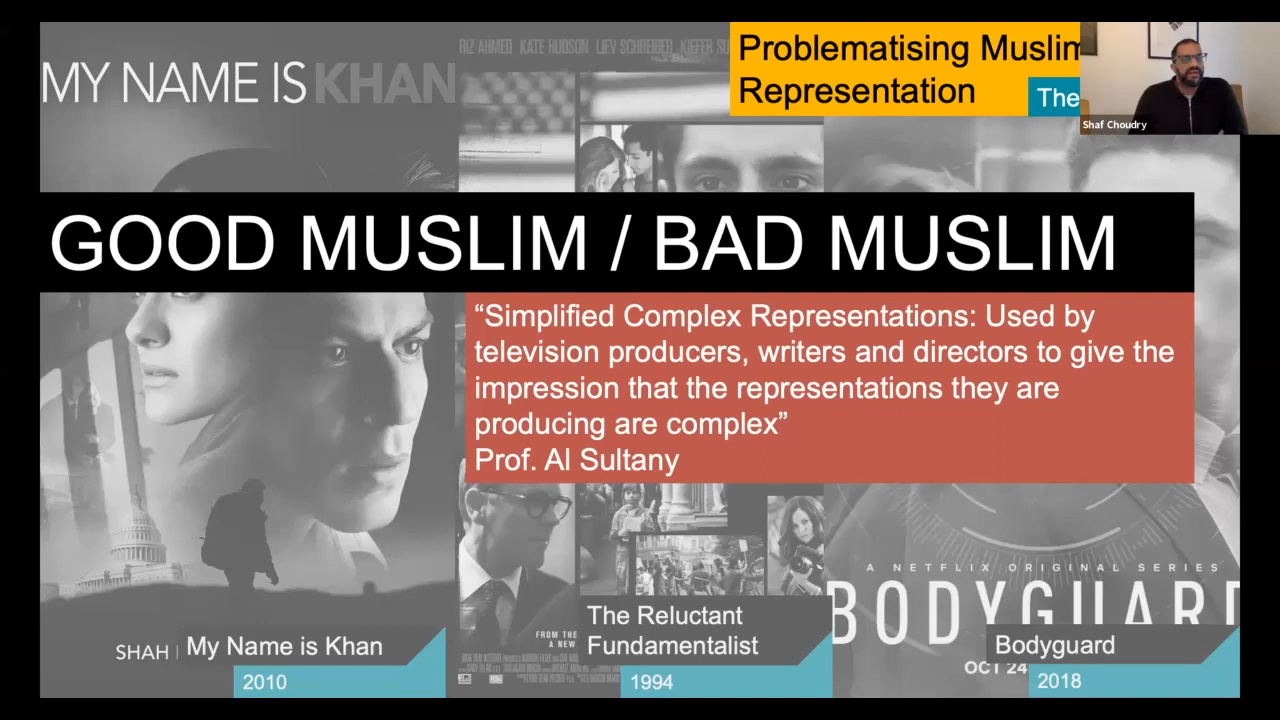 RIZ AHMED KATE HUDSON LIEV SCHREIBER KIEFER SU
Problematising Muslim
Representation
The
Shaf Choudry
MY NAME IS KHAN
GOOD MUSLIM / BAD MUSLIM
“Simplified Complex Representations: Used by
television producers, writers and directors to give the
impression that the representations they are
producing are complex”
Prof. Al Sultany
A NETFLIX ORIGINAL SERIES
BODYGUARD
OCT 24
FROM THE
A NEW
SHAH
My Name is Khan
2010
The Reluctant
Fundamentalist
1994
Bodyguard
2018